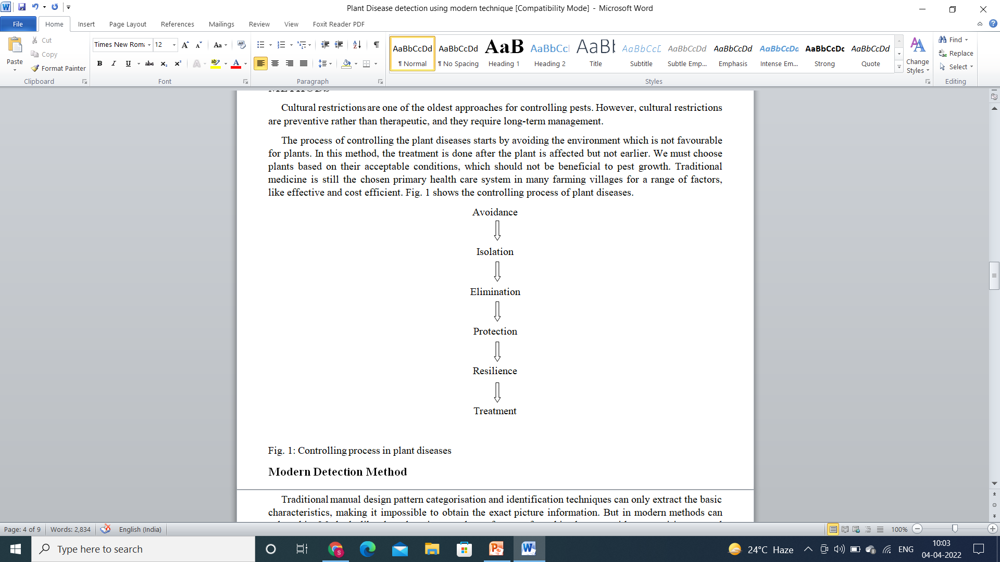 Plant Disease detection using modern technique [Compatibility Mode] - Microsoft Word
File Home Insert Page Layout References Mailings Review View Foxit Reader PDF
Paste
Cut
Copy
Format Painter
Clipboard
Times New Roma 12
Font
Paragraph
AaBbCcDd AaBbCcDd AaB AaBbCc AaBb AaBbCcD AaBbCcDd AaBbCcDd AaBbCcDd AaBbCcDc AaBbCcDd
¶ Normal ¶ No Spacing Heading 1 Heading 2 Title Subtitle Subtle Emp... Emphasis Intense Em... Strong Quote
Styles
Change Styles
Find
Replace
Select
Editing
METHODS
Cultural restrictions are one of the oldest approaches for controlling pests. However, cultural restrictions
are preventive rather than therapeutic, and they require long-term management.
The process of controlling the plant diseases starts by avoiding the environment which is not favourable
for plants. In this method, the treatment is done after the plant is affected but not earlier. We must choose
plants based on their acceptable conditions, which should not be beneficial to pest growth. Traditional
medicine is still the chosen primary health care system in many farming villages for a range of factors,
like effective and cost efficient. Fig. 1 shows the controlling process of plant diseases.
Avoidance
Isolation
Elimination
Protection
Resilience
Treatment
Fig. 1: Controlling process in plant diseases
Modern Detection Method
Traditional manual design pattern categorisation and identification techniques can only extract the basic
characteristics, making it impossible to obtain the exact picture information. But in modern methods can
Page: 4 of 9 Words: 2,834 English (India) 100%
Type here to search
24°C Haze ENG
10:03
04-04-2022